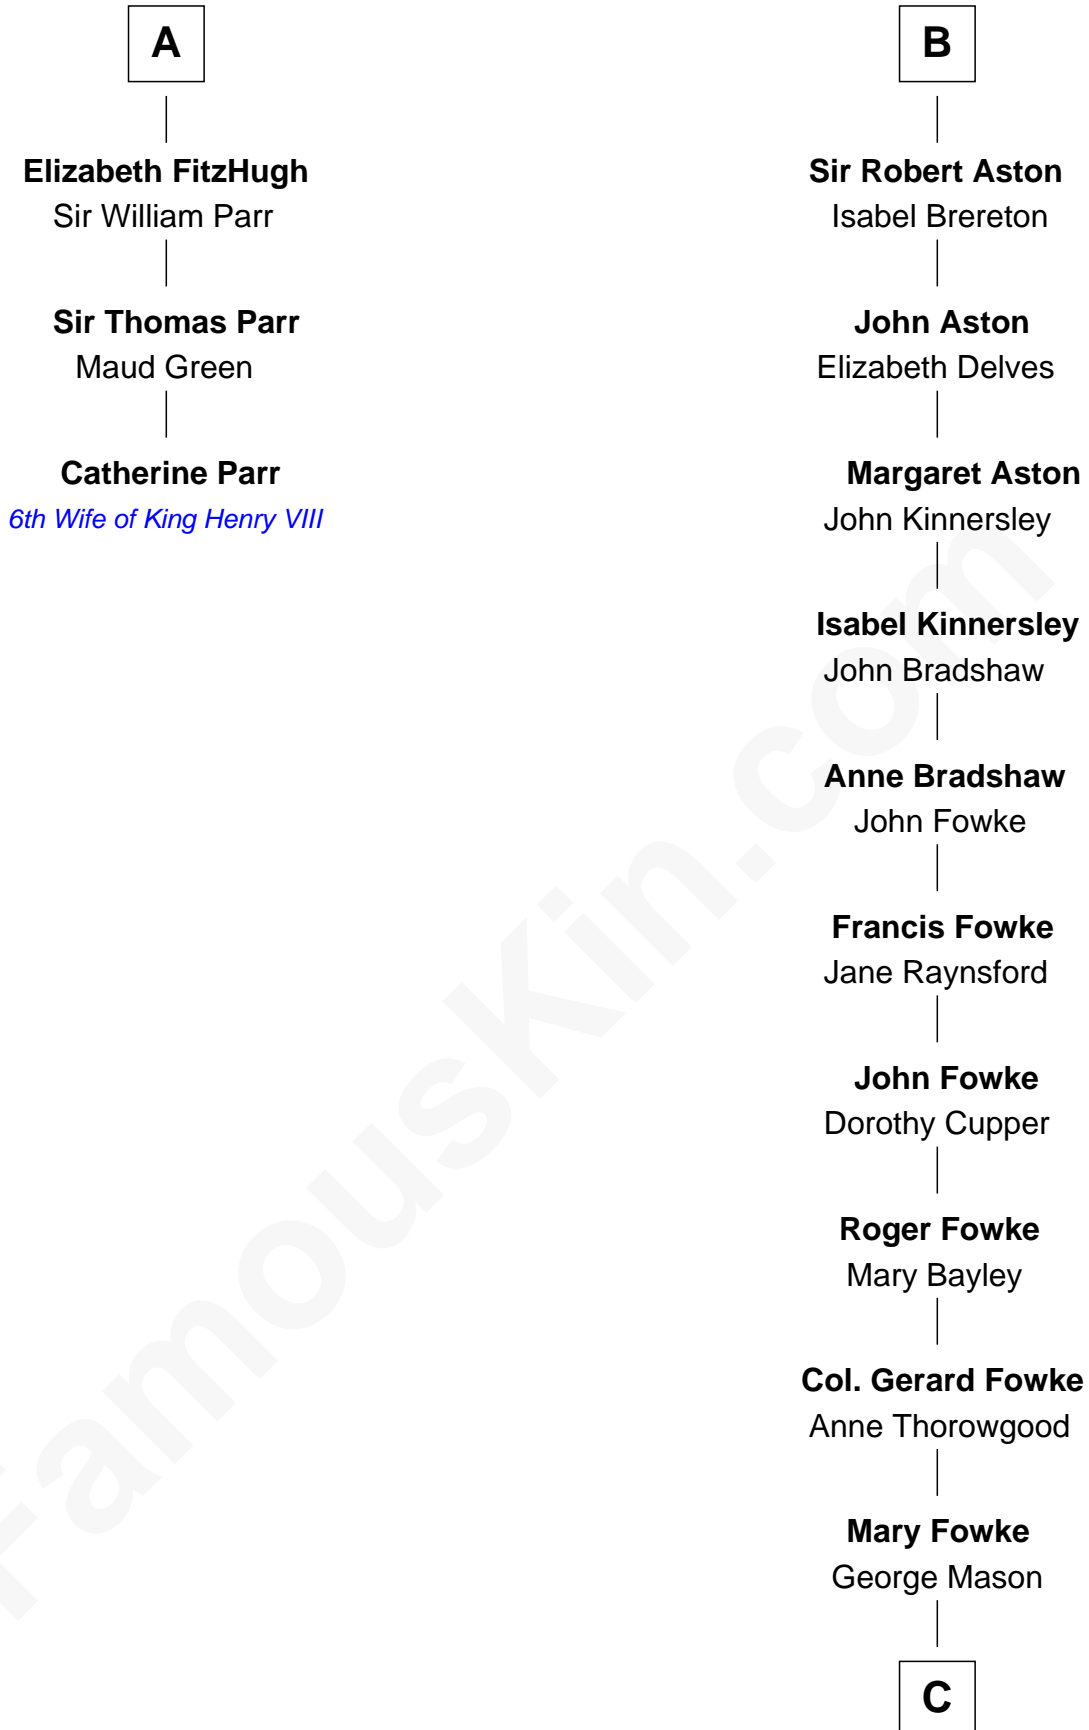 A
Elizabeth FitzHugh
Sir William Parr
Sir Thomas Parr
Maud Green
Catherine Parr
6th Wife of King Henry VIII
B
Sir Robert Aston
Isabel Brereton
John Aston
Elizabeth Delves
Margaret Aston
John Kinnersley
Isabel Kinnersley
John Bradshaw
Anne Bradshaw
John Fowke
Francis Fowke
Jane Raynsford
John Fowke
Dorothy Cupper
Roger Fowke
Mary Bayley
Col. Gerard Fowke
Anne Thorowgood
Mary Fowke
George Mason
C
FamousKin.com